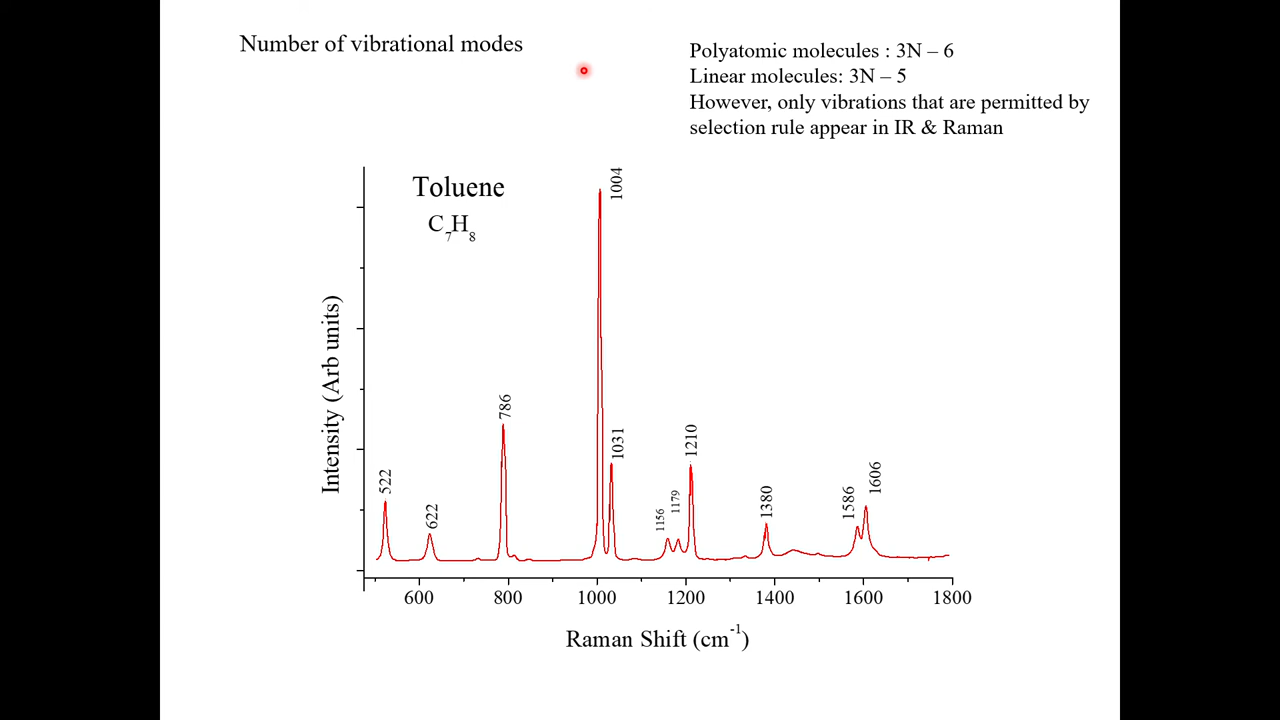 Number of vibrational modes
Polyatomic molecules : 3N – 6
Linear molecules: 3N – 5
However, only vibrations that are permitted by
selection rule appear in IR & Raman
Toluene
C7H8
Intensity (Arb units)
522
622
786
1004
1031
1156
1179
1210
1380
1586
1606
600 800 1000 1200 1400 1600 1800
Raman Shift (cm-1)